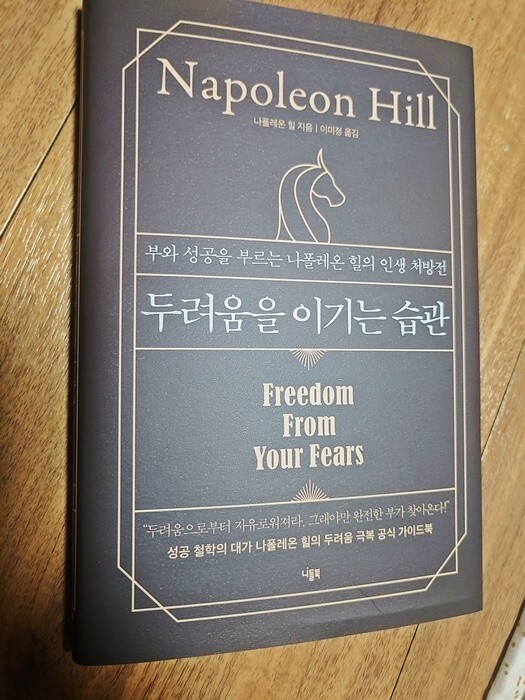 Napoleon Hill
나폴레온 힐 지음 | 이미정 옮김
부와 성공을 부르는 나폴레온 힐의 인생 처방전
두려움을 이기는 습관
Freedom
From
Your Fears
“두려움으로부터 자유로워져라. 그래야만 완전한 부가 찾아온다!”
성공 철학의 대가 나폴레온 힐의 두려움 극복 공식 가이드북
니들북